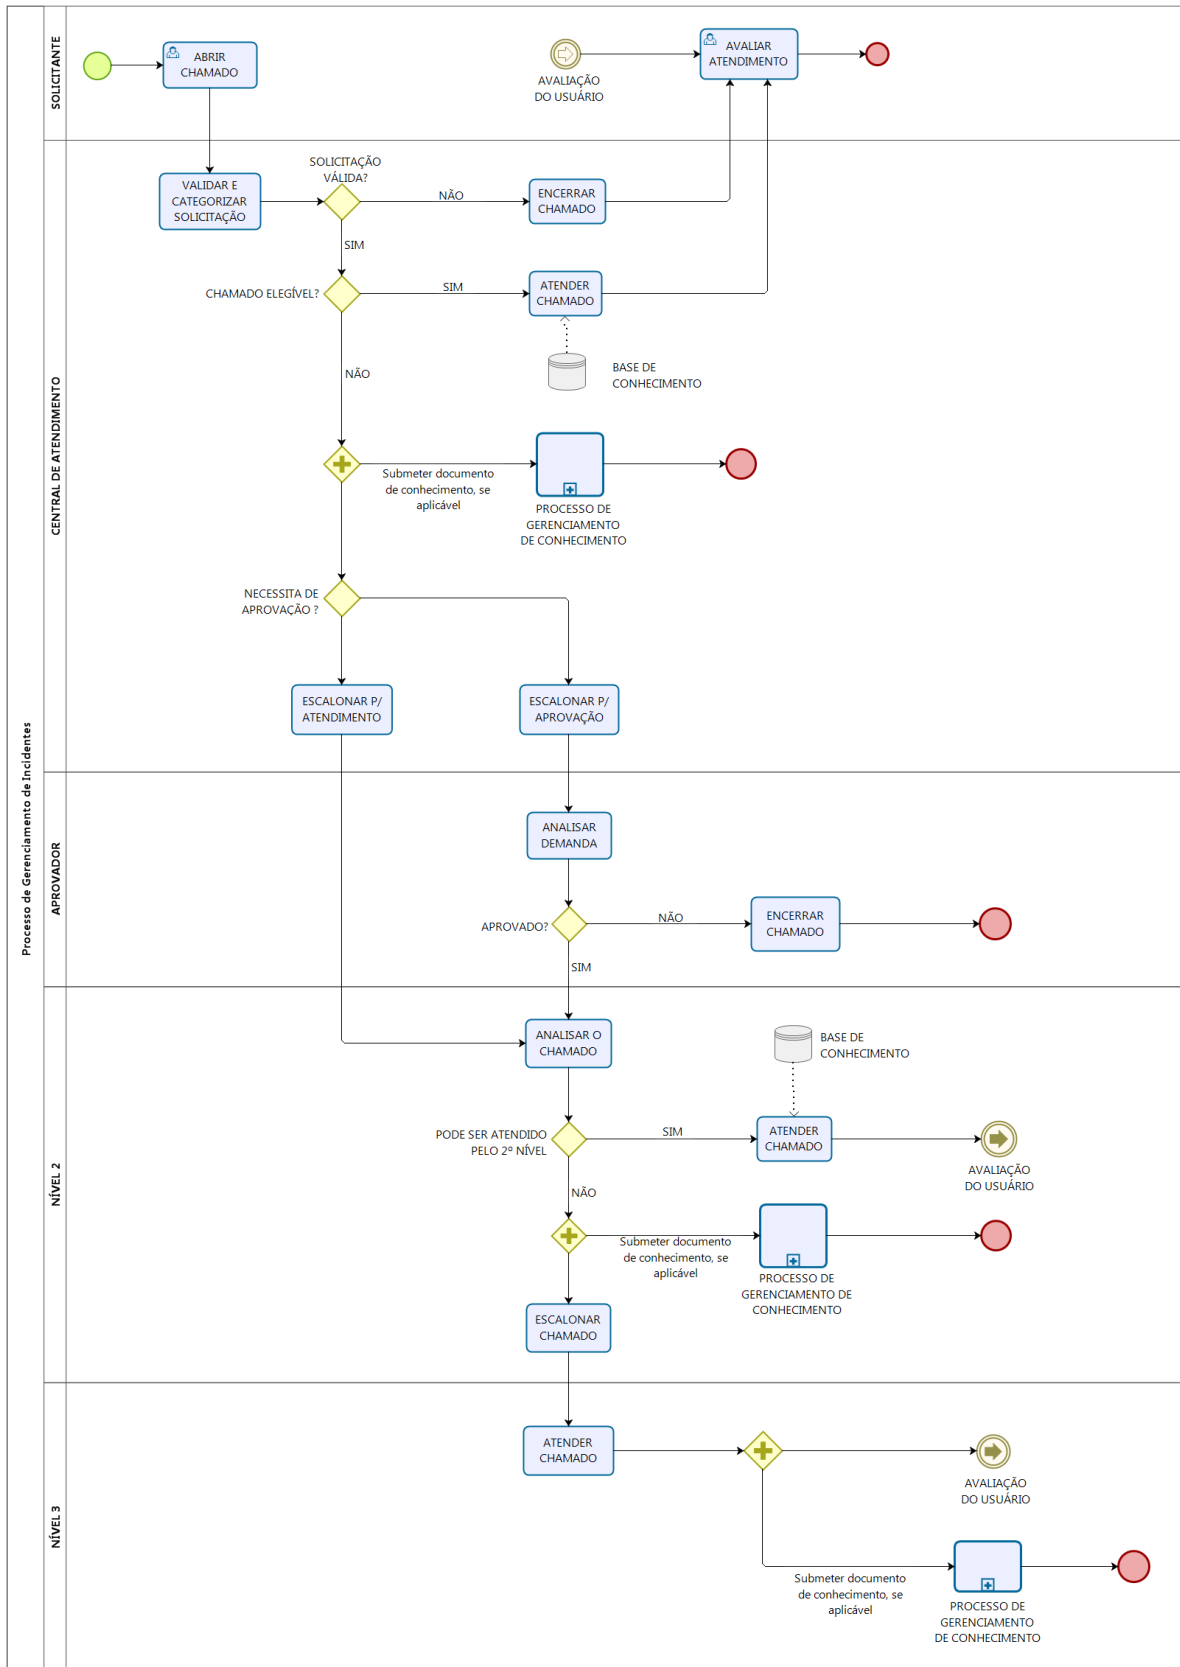 Processo de Gerenciamento de Incidentes
SOLICITANTE
ABRIR
CHAMADO
AVALIAÇÃO
DO USUÁRIO
AVALIAR
ATENDIMENTO
CENTRAL DE ATENDIMENTO
VALIDAR E
CATEGORIZAR
SOLICITAÇÃO
SOLICITAÇÃO
VÁLIDA?
NÃO
ENCERRAR
CHAMADO
SIM
CHAMADO ELEGÍVEL?
SIM
ATENDER
CHAMADO
BASE DE
CONHECIMENTO
NÃO
Submeter documento
de conhecimento, se
aplicável
PROCESSO DE
GERENCIAMENTO
DE CONHECIMENTO
NECESSITA DE
APROVAÇÃO ?
ESCALONAR P/
ATENDIMENTO
ESCALONAR P/
APROVAÇÃO
APROVADOR
ANALISAR
DEMANDA
APROVADO?
NÃO
ENCERRAR
CHAMADO
SIM
NÍVEL 2
ANALISAR O
CHAMADO
BASE DE
CONHECIMENTO
PODE SER ATENDIDO
PELO 2º NÍVEL
SIM
ATENDER
CHAMADO
AVALIAÇÃO
DO USUÁRIO
NÃO
Submeter documento
de conhecimento, se
aplicável
PROCESSO DE
GERENCIAMENTO DE
CONHECIMENTO
ESCALONAR
CHAMADO
NÍVEL 3
ATENDER
CHAMADO
AVALIAÇÃO
DO USUÁRIO
Submeter documento
de conhecimento, se
aplicável
PROCESSO DE
GERENCIAMENTO
DE CONHECIMENTO